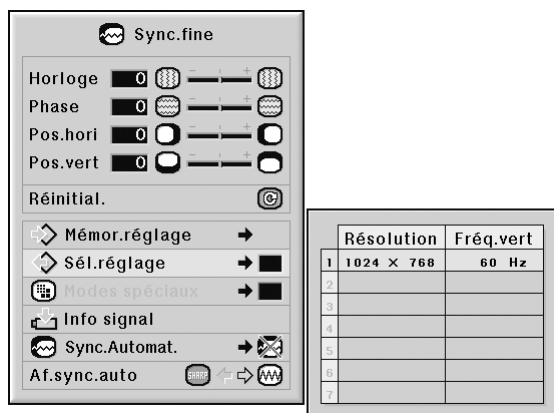 Sync.fine
Horloge 0 − +
Phase 0 − +
Pos.hori 0 − +
Pos.vert 0 − +
Réinitial.
Mémor.réglage
Sél.réglage
Modes spéciaux
Info signal
Sync.Automat.
Af.sync.auto SHARP
Résolution Fréq.vert
1 1024 × 768 60 Hz
2
3
4
5
6
7